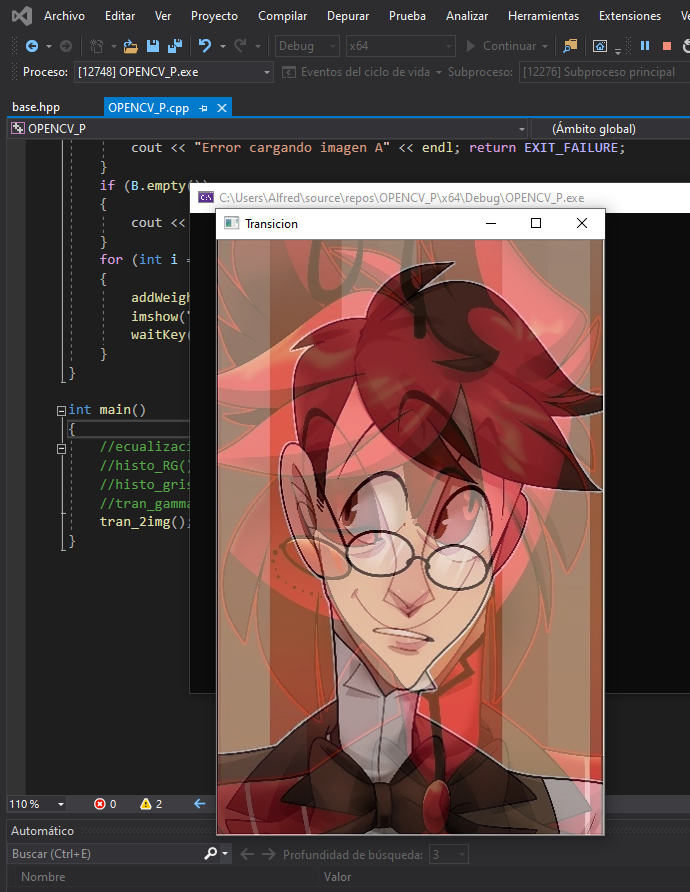 Archivo Editar Ver Proyecto Compilar Depurar Prueba Analizar Herramientas Extensiones
Debug x64 Continuar
Proceso: [12748] OPENCV_P.exe Eventos del ciclo de vida Subproceso: [12276] Subproceso principal
base.hpp OPENCV_P.cpp
OPENCV_P (Ámbito global)
cout << "Error cargando imagen A" << endl; return EXIT_FAILURE;
}
if (B.empty())
C:\Users\Alfred\source\repos\OPENCV_P\x64\Debug\OPENCV_P.exe
{
Transicion
cout <<
}
for (int i =
{
addWeigh
imshow("
waitKey(
}
}
int main()
{
//ecualizaci
//histo_RG()
//histo_gris
//tran_gamma
tran_2img();
}
110 % 0 2
Automático
Buscar (Ctrl+E) Profundidad de búsqueda: 3
Nombre Valor